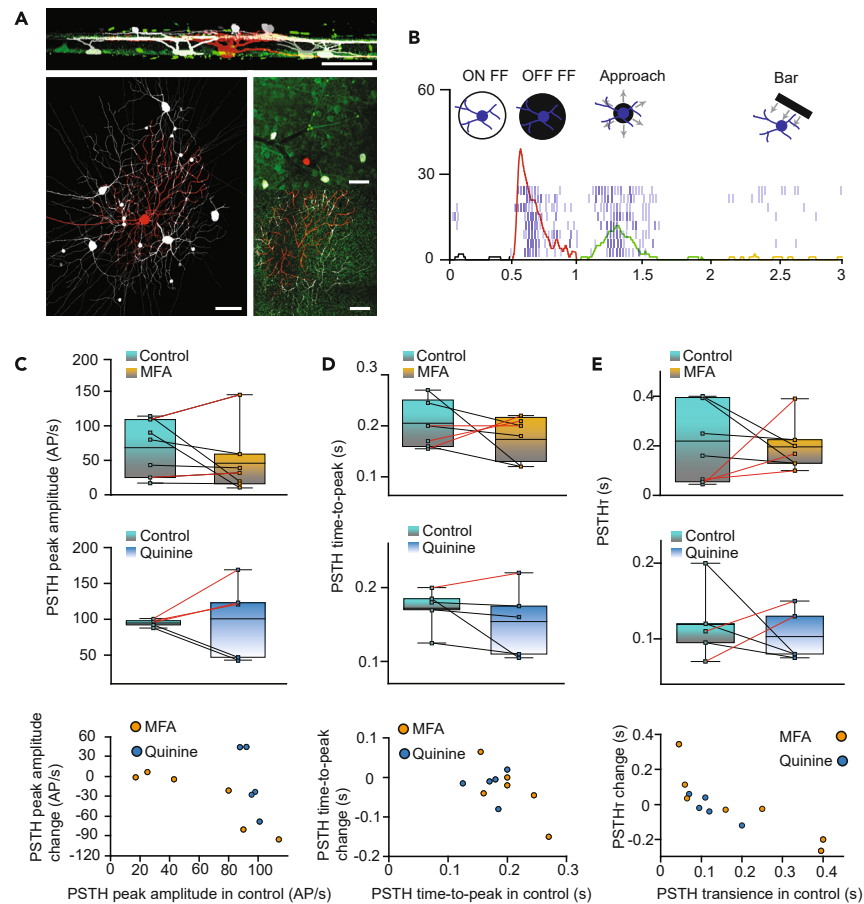 A
B
60
30
0
ON FF
OFF FF
Approach
Bar
0
0.5
1
1.5
2
2.5
3
C
Control
MFA
PSTH peak amplitude (AP/s)
200
150
100
50
0
Control
Quinine
200
150
100
50
MFA
Quinine
PSTH peak amplitude
change (AP/s)
60
30
0
-30
-60
-90
-120
0
20
40
60
80
100
PSTH peak amplitude in control (AP/s)
D
Control
MFA
PSTH time-to-peak (s)
0.3
0.2
0.1
Control
Quinine
0.2
0.1
MFA
Quinine
PSTH time-to-peak
change (s)
0.1
0
-0.1
-0.2
0
0.1
0.2
0.3
PSTH time-to-peak in control (s)
E
Control
MFA
PSTHτ (s)
0.4
0.2
0
Control
Quinine
0.2
0.1
MFA
Quinine
PSTHτ change (s)
0.4
0.2
0
-0.2
0
0.1
0.2
0.3
0.4
PSTH transience in control (s)